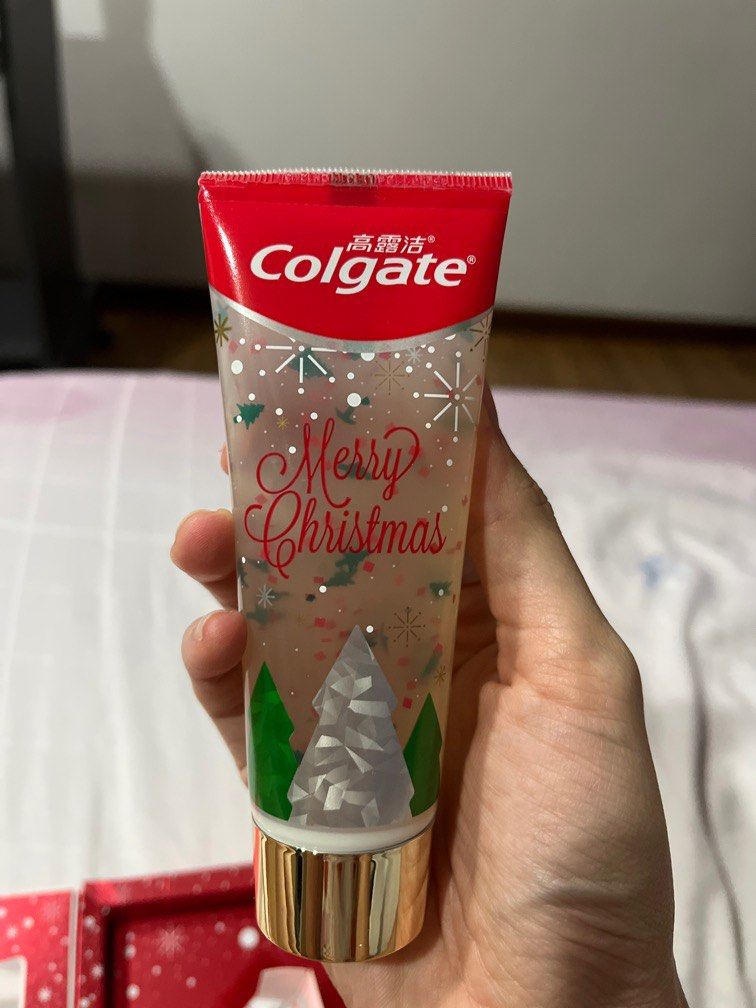 高露洁®
Colgate®
Merry
Christmas